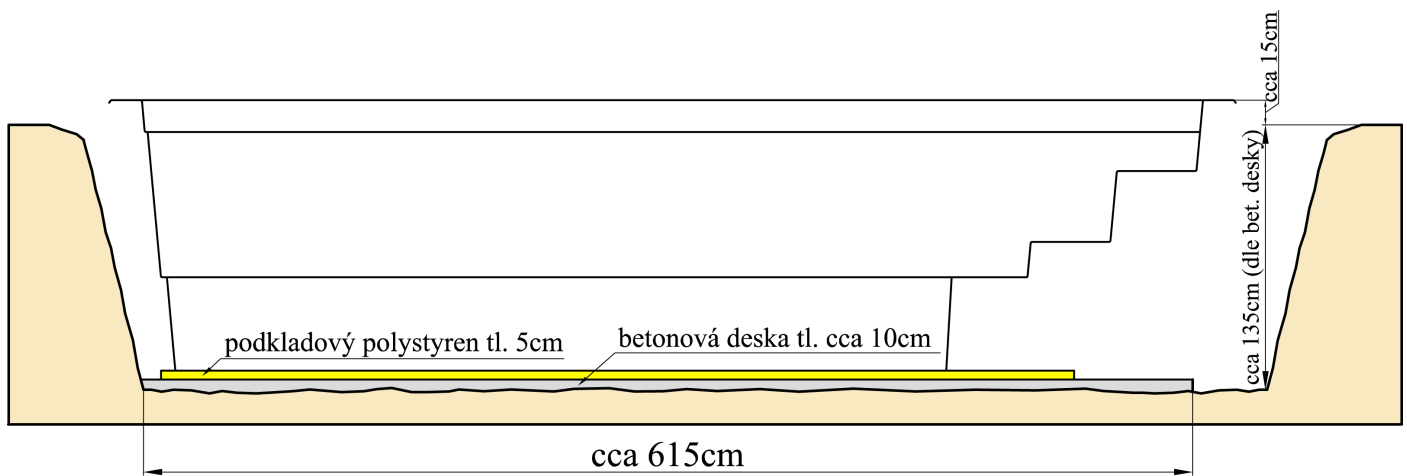 cca 15cm
cca 135cm (dle bet. desky)
podkladový polystyren tl. 5cm
betonová deska tl. cca 10cm
cca 615cm